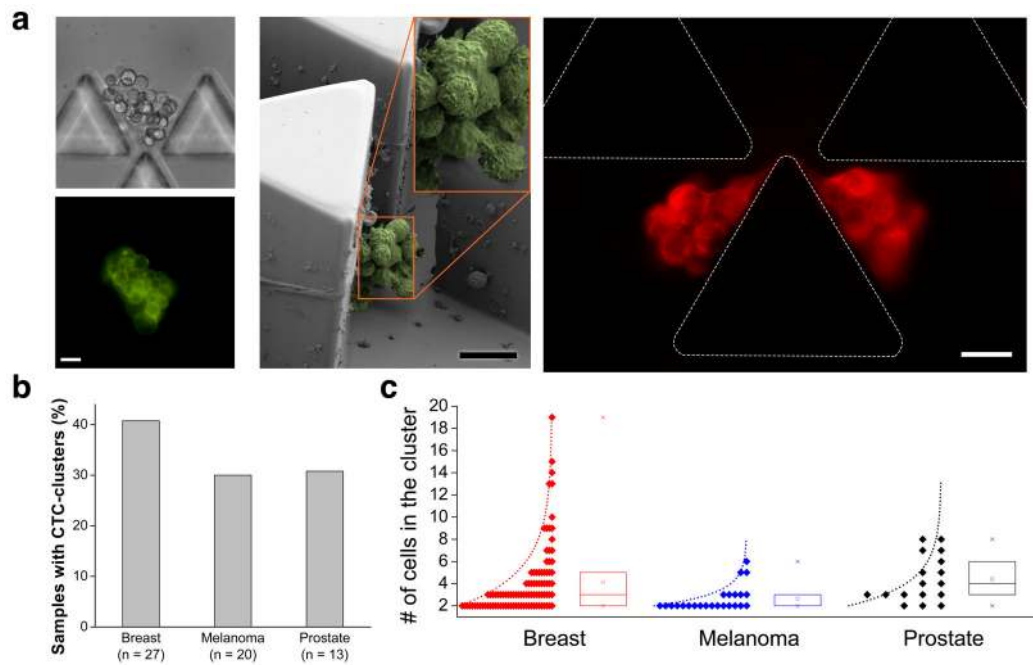 a
b
Samples with CTC-clusters (%)
40
30
20
10
0
Breast
(n = 27)
Melanoma
(n = 20)
Prostate
(n = 13)
c
# of cells in the cluster
20
18
16
14
12
10
8
6
4
2
Breast
Melanoma
Prostate